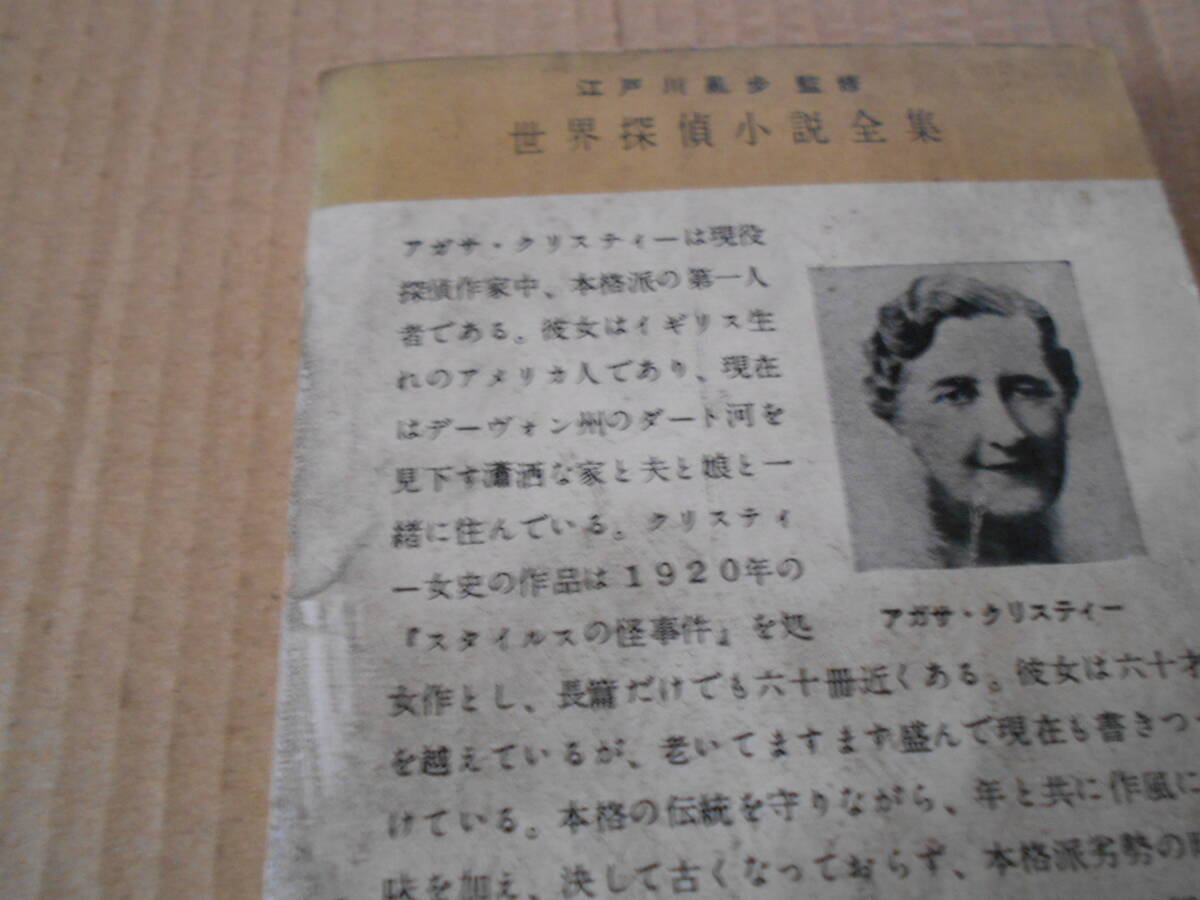 江戸川乱歩 監修
世界探偵小説全集
アガサ・クリスティーは現役
探偵作家中、本格派の第一人
者である。彼女はイギリス生
れのアメリカ人であり、現在
はデーヴォン州のダート河を
見下す瀟洒な家と夫と娘と一
緒に住んでいる。クリスティ
ー女史の作品は1920年の
『スタイルスの怪事件』を処
女作とし、長篇だけでも六十冊近くある。彼女は六十才
を越えているが、老いてますます盛んで現在も書きつ
けている。本格の伝統を守りながら、年と共に作風に
味を加え、決して古くなっておらず、本格派劣勢の
アガサ・クリスティー